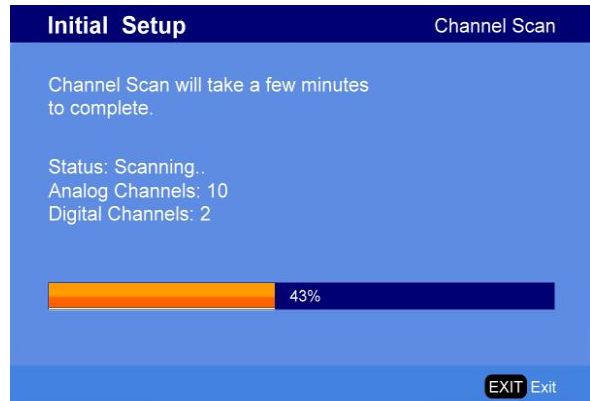 Initial Setup
Channel Scan
Channel Scan will take a few minutes
to complete.
Status: Scanning..
Analog Channels: 10
Digital Channels: 2
43%
EXIT Exit